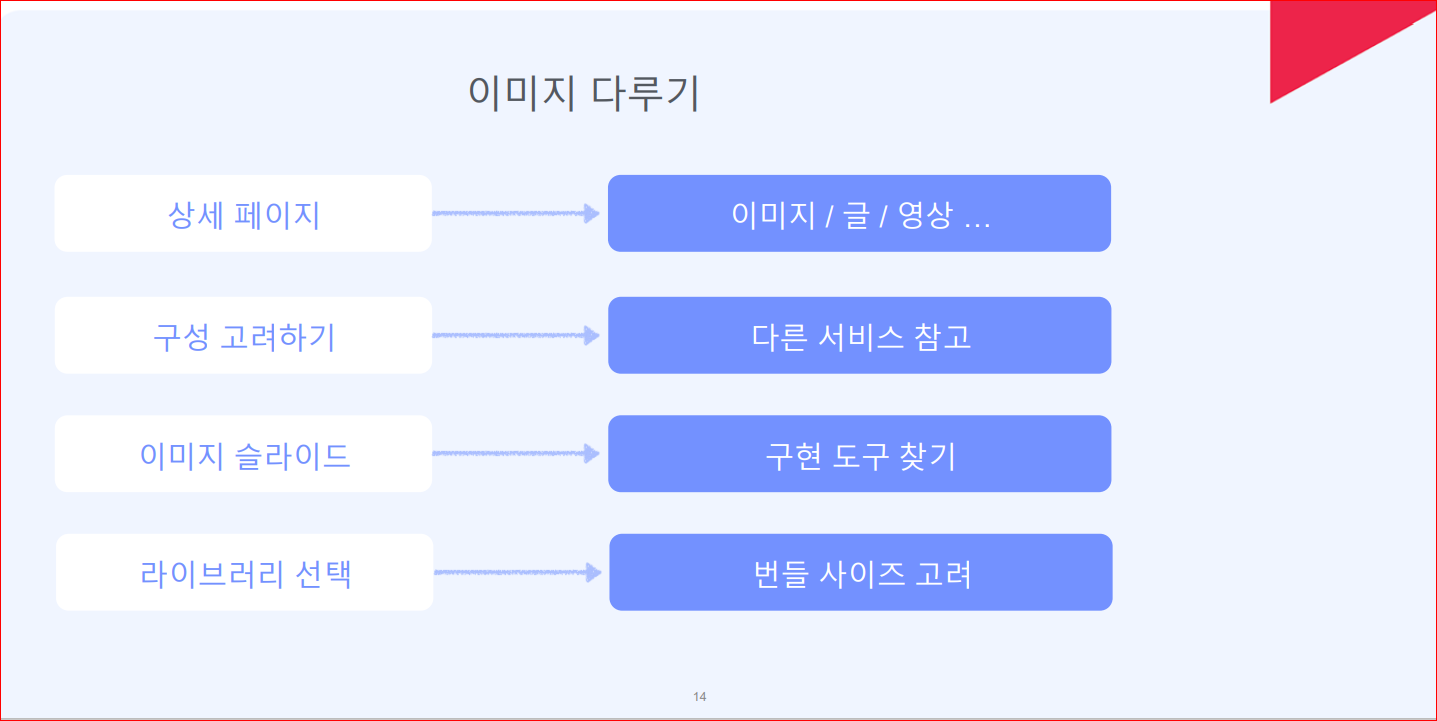 이미지 다루기
상세 페이지
이미지 / 글 / 영상 …
구성 고려하기
다른 서비스 참고
이미지 슬라이드
구현 도구 찾기
라이브러리 선택
번들 사이즈 고려
14